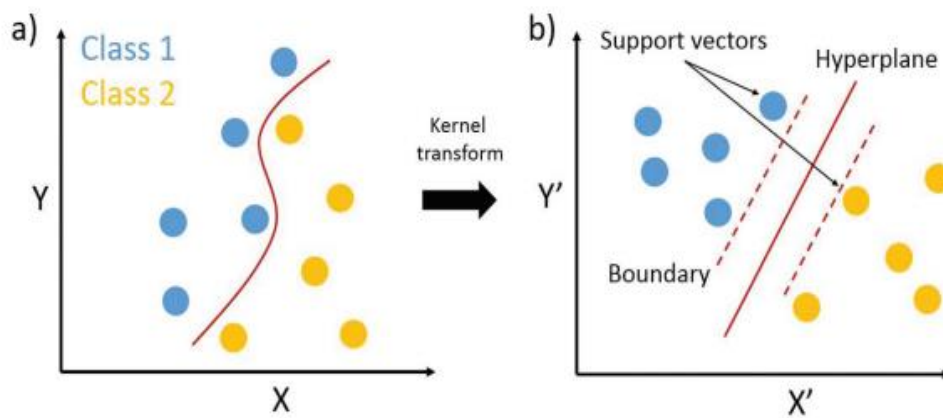 a)
Class 1
Class 2
Y
X
Kernel
transform
b)
Support vectors
Hyperplane
Y’
Boundary
X’